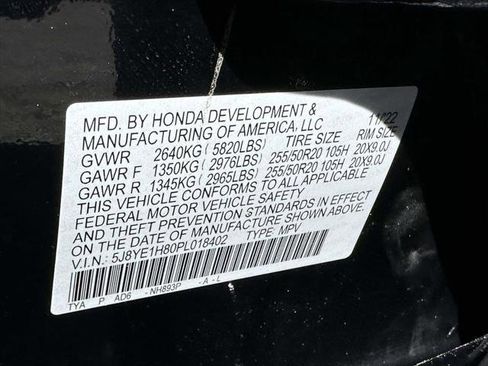 MFD. BY HONDA DEVELOPMENT &
MANUFACTURING OF AMERICA, LLC 11/22
GVWR 2640KG ( 5820LBS) TIRE SIZE RIM SIZE
GAWR F 1350KG ( 2976LBS) 255/50R20 105H 20X9.0J
GAWR R 1345KG ( 2965LBS) 255/50R20 105H 20X9.0J
THIS VEHICLE CONFORMS TO ALL APPLICABLE
FEDERAL MOTOR VEHICLE SAFETY
AND THEFT PREVENTION STANDARDS IN EFFECT
ON THE DATE OF MANUFACTURE SHOWN ABOVE.
V.I.N.: 5J8YE1H80PL018402 TYPE: MPV
TYA P AD6 - NH893P - A - L